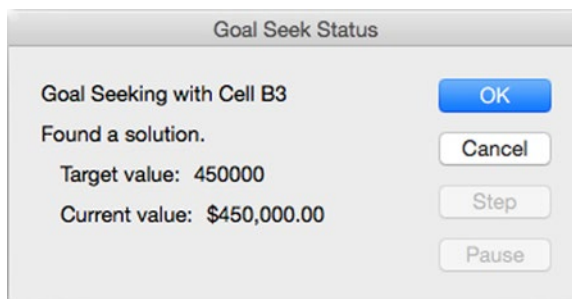 Goal Seek Status
Goal Seeking with Cell B3
Found a solution.
Target value: 450000
Current value: $450,000.00
OK
Cancel
Step
Pause